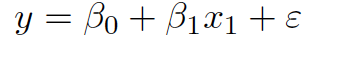 y = β₀ + β₁x₁ + ε